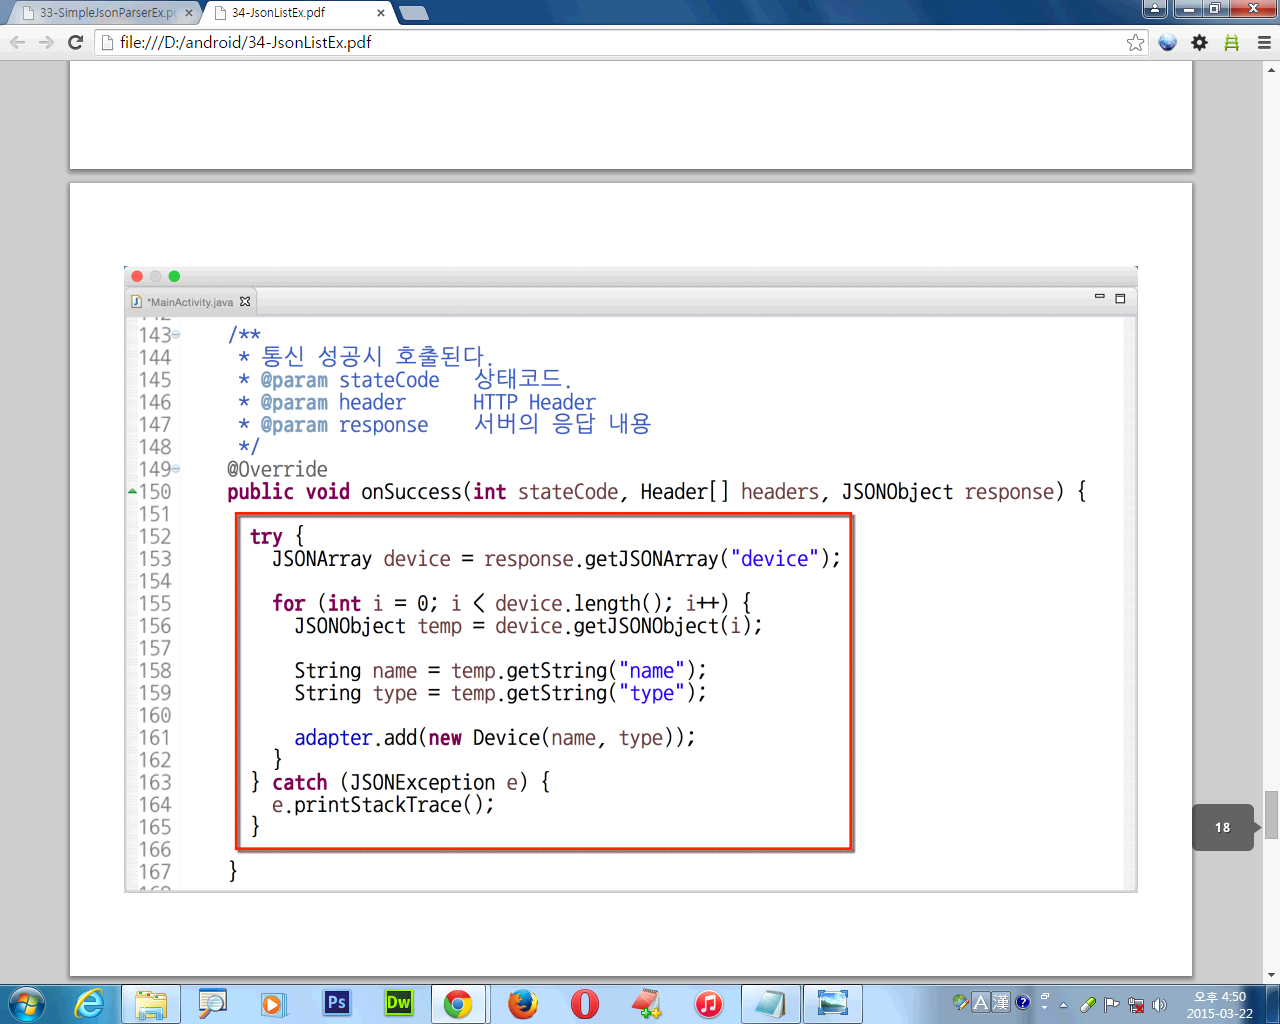 33-SimpleJsonParserEx.pd
34-JsonListEx.pdf
file:///D:/android/34-JsonListEx.pdf
*MainActivity.java
143 /**
144 * 통신 성공시 호출된다.
145 * @param stateCode 상태코드.
146 * @param header HTTP Header
147 * @param response 서버의 응답 내용
148 */
149 @Override
150 public void onSuccess(int stateCode, Header[] headers, JSONObject response) {
151
152 try {
153 JSONArray device = response.getJSONArray("device");
154
155 for (int i = 0; i < device.length(); i++) {
156 JSONObject temp = device.getJSONObject(i);
157
158 String name = temp.getString("name");
159 String type = temp.getString("type");
160
161 adapter.add(new Device(name, type));
162 }
163 } catch (JSONException e) {
164 e.printStackTrace();
165 }
166
167 }
18
Ps
Dw
A 漢
오후 4:50
2015-03-22